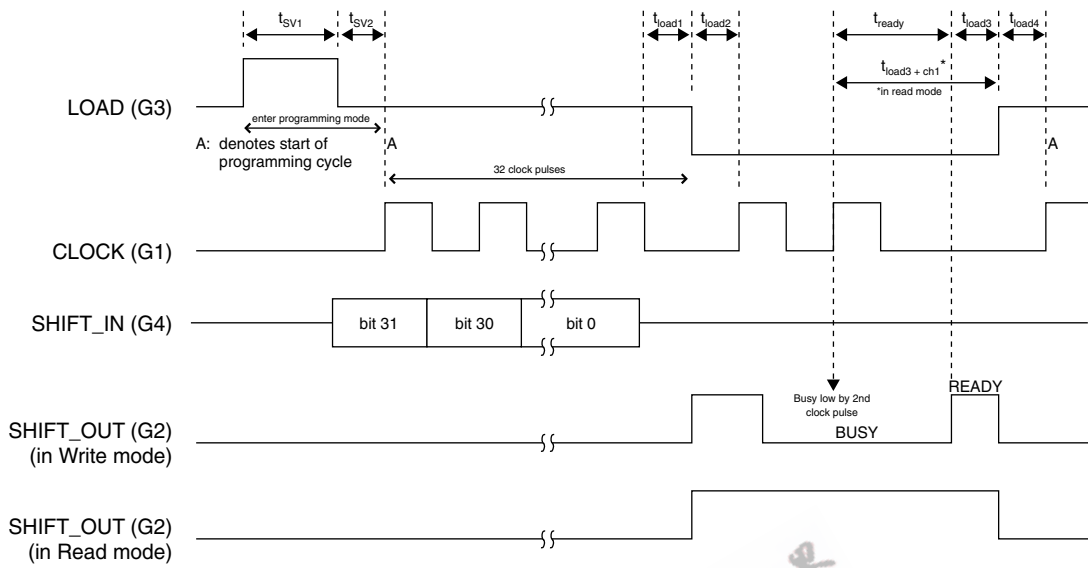 tSV1
tSV2
tload1
tload2
tready
tload3
tload4
tload3 + ch1*
*in read mode
LOAD (G3)
enter programming mode
A: denotes start of
programming cycle
A
A
32 clock pulses
CLOCK (G1)
SHIFT_IN (G4)
bit 31
bit 30
bit 0
Busy low by 2nd
clock pulse
READY
BUSY
SHIFT_OUT (G2)
(in Write mode)
SHIFT_OUT (G2)
(in Read mode)